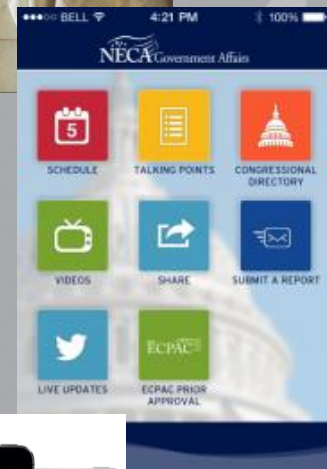 BELL 4:21 PM 100%
NECA Government Affairs
5
SCHEDULE TALKING POINTS CONGRESSIONAL DIRECTORY
VIDEOS SHARE SUBMIT A REPORT
ECPAC
LIVE UPDATES ECPAC PRIOR APPROVAL